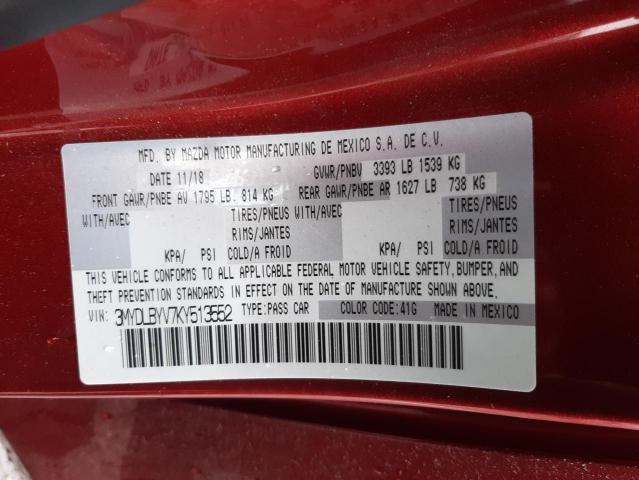 MFD. BY MAZDA MOTOR MANUFACTURING DE MEXICO S.A. DE C.V.
DATE 11/18 GVWR/PNBV 3393 LB 1539 KG
FRONT GAWR/PNBE AV 1795 LB. 814 KG REAR GAWR/PNBE AR 1627 LB 738 KG
WITH/AVEC TIRES/PNEUS WITH/AVEC TIRES/PNEUS
RIMS/JANTES RIMS/JANTES
KPA/ PSI COLD/A FROID KPA/ PSI COLD/A FROID
THIS VEHICLE CONFORMS TO ALL APPLICABLE FEDERAL MOTOR VEHICLE SAFETY, BUMPER, AND
THEFT PREVENTION STANDARDS IN EFFECT ON THE DATE OF MANUFACTURE SHOWN ABOVE.
VIN: 3MYDLBYV7KY513552 TYPE:PASS CAR COLOR CODE:41G MADE IN MEXICO